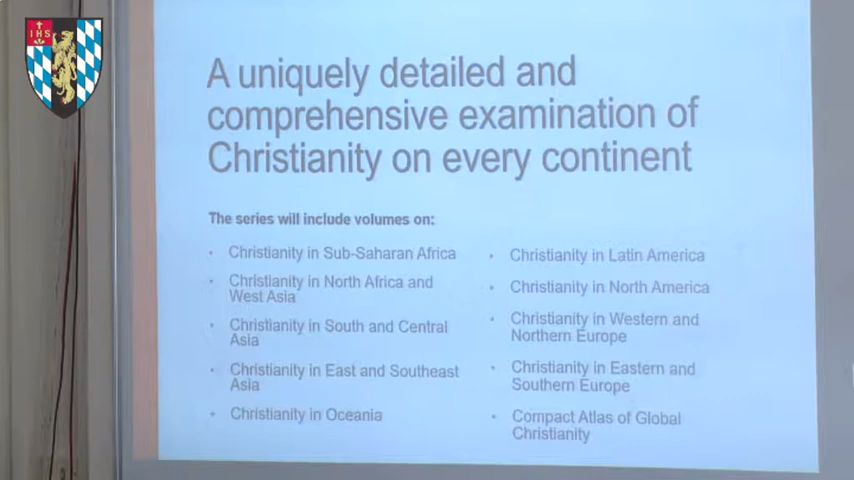 IHS
A uniquely detailed and
comprehensive examination of
Christianity on every continent
The series will include volumes on:
• Christianity in Sub-Saharan Africa
• Christianity in North Africa and
West Asia
• Christianity in South and Central
Asia
• Christianity in East and Southeast
Asia
• Christianity in Oceania
• Christianity in Latin America
• Christianity in North America
• Christianity in Western and
Northern Europe
• Christianity in Eastern and
Southern Europe
• Compact Atlas of Global
Christianity